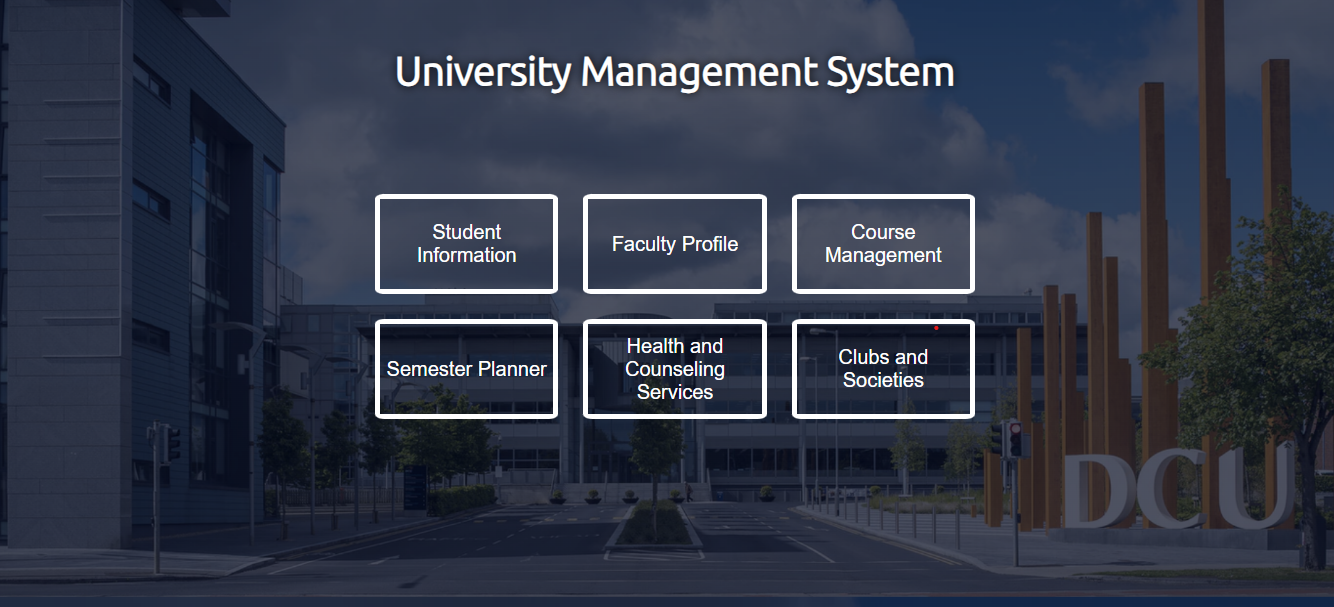 University Management System
Student
Information
Faculty Profile
Course
Management
Semester Planner
Health and
Counseling
Services
Clubs and
Societies
DCU